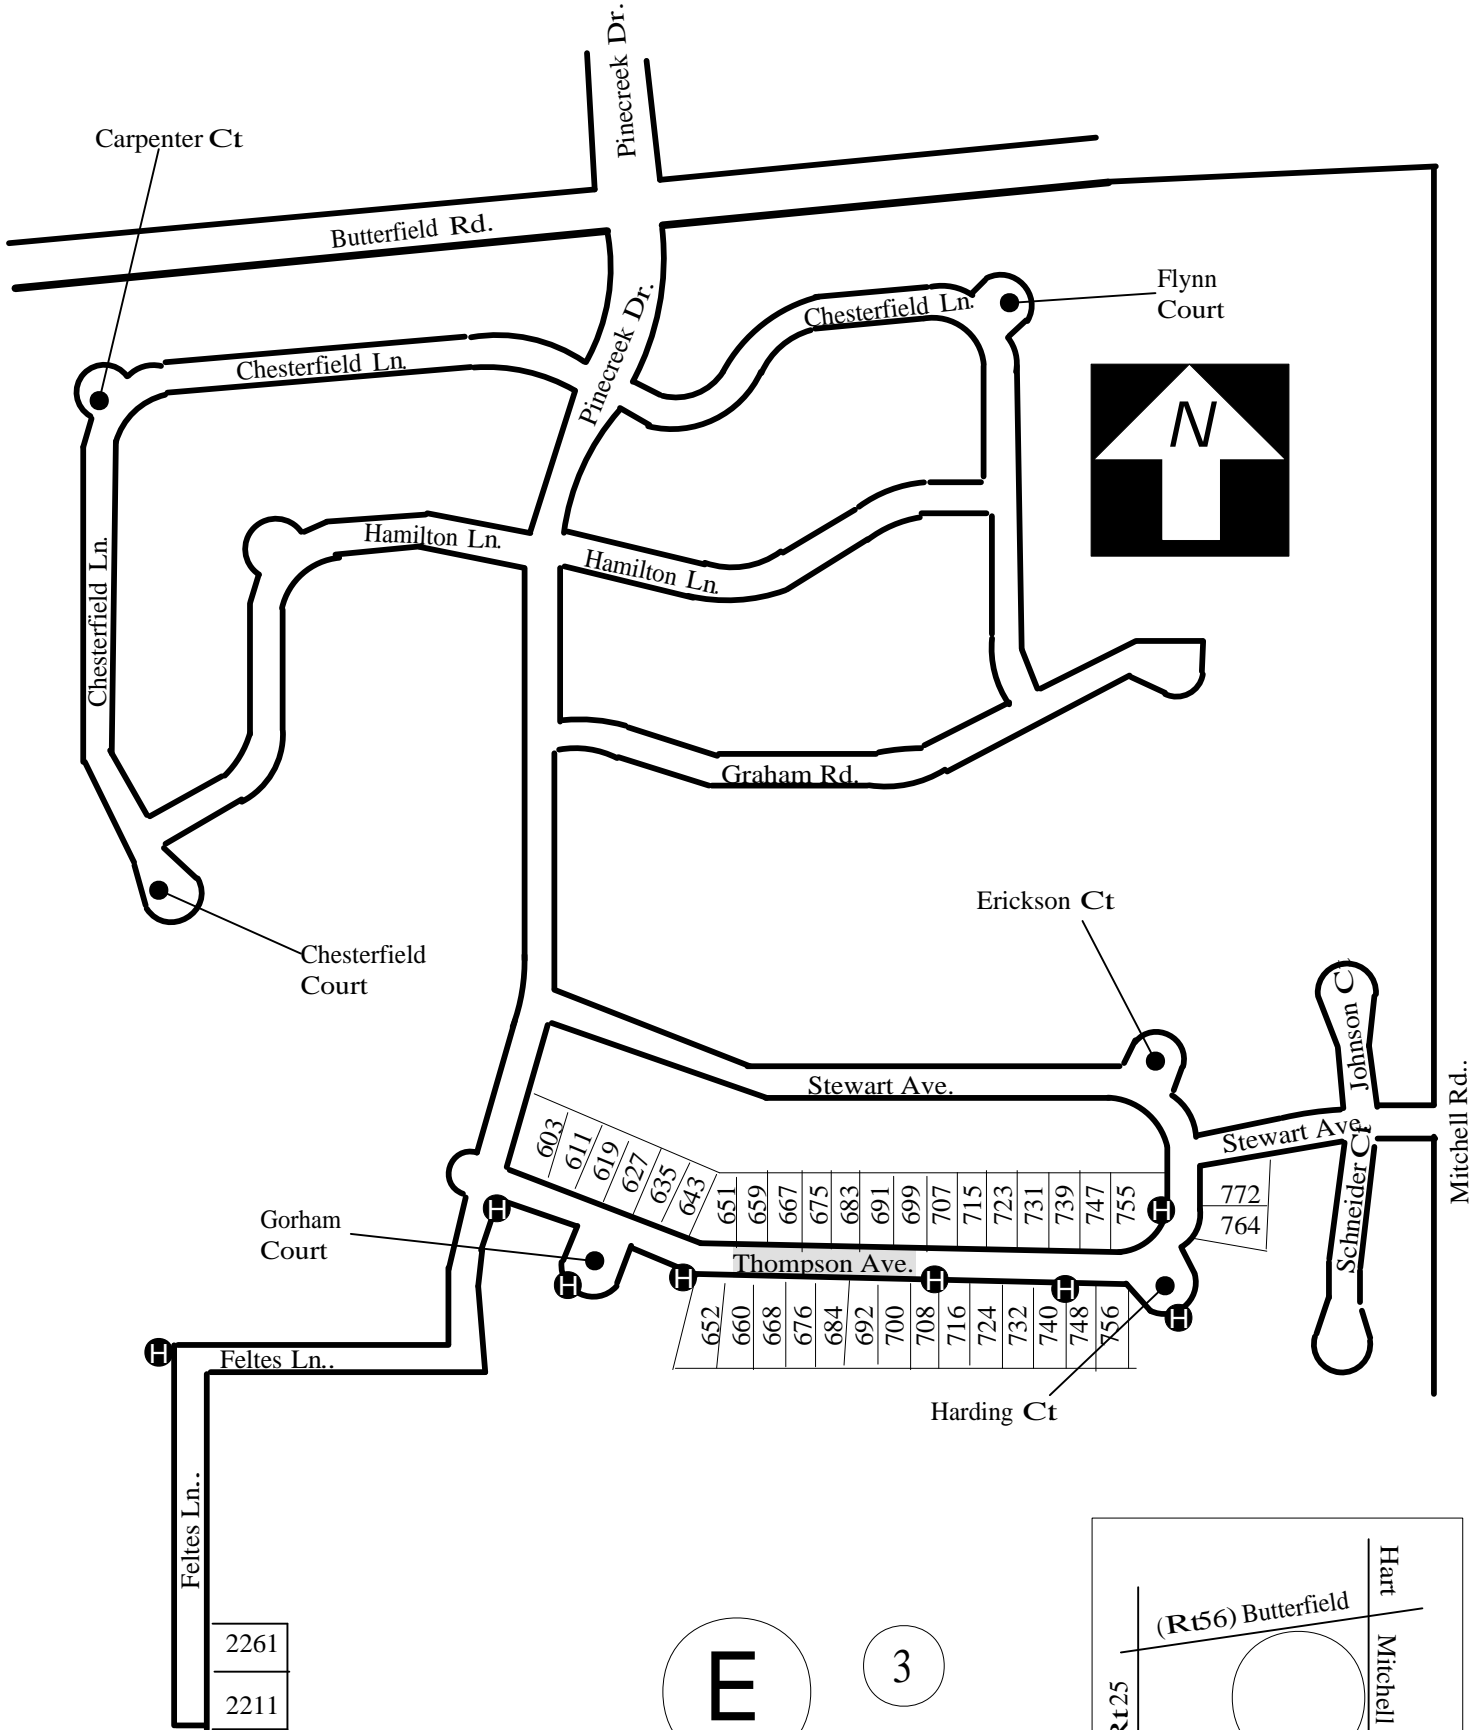 Pinecreek Dr.
Carpenter Ct
Butterfield Rd.
Flynn
Court
Chesterfield Ln.
Pinecreek Dr.
Chesterfield Ln.
N
Hamilton Ln.
Hamilton Ln.
Chesterfield Ln.
Graham Rd.
Erickson Ct
Chesterfield
Court
Johnson Ct
Mitchell Rd..
Stewart Ave.
Stewart Ave
Schneider Ct
603
611
619
627
635
643
651
659
667
675
683
691
699
707
715
723
731
739
747
755
H
772
764
H
Gorham
Court
Thompson Ave.
H
H
H
H
H
652
660
668
676
684
692
700
708
716
724
732
740
748
756
H
Feltes Ln..
Harding Ct
Feltes Ln..
2261
2211
E
3
Hart
(Rt56) Butterfield
Mitchell
Rt25